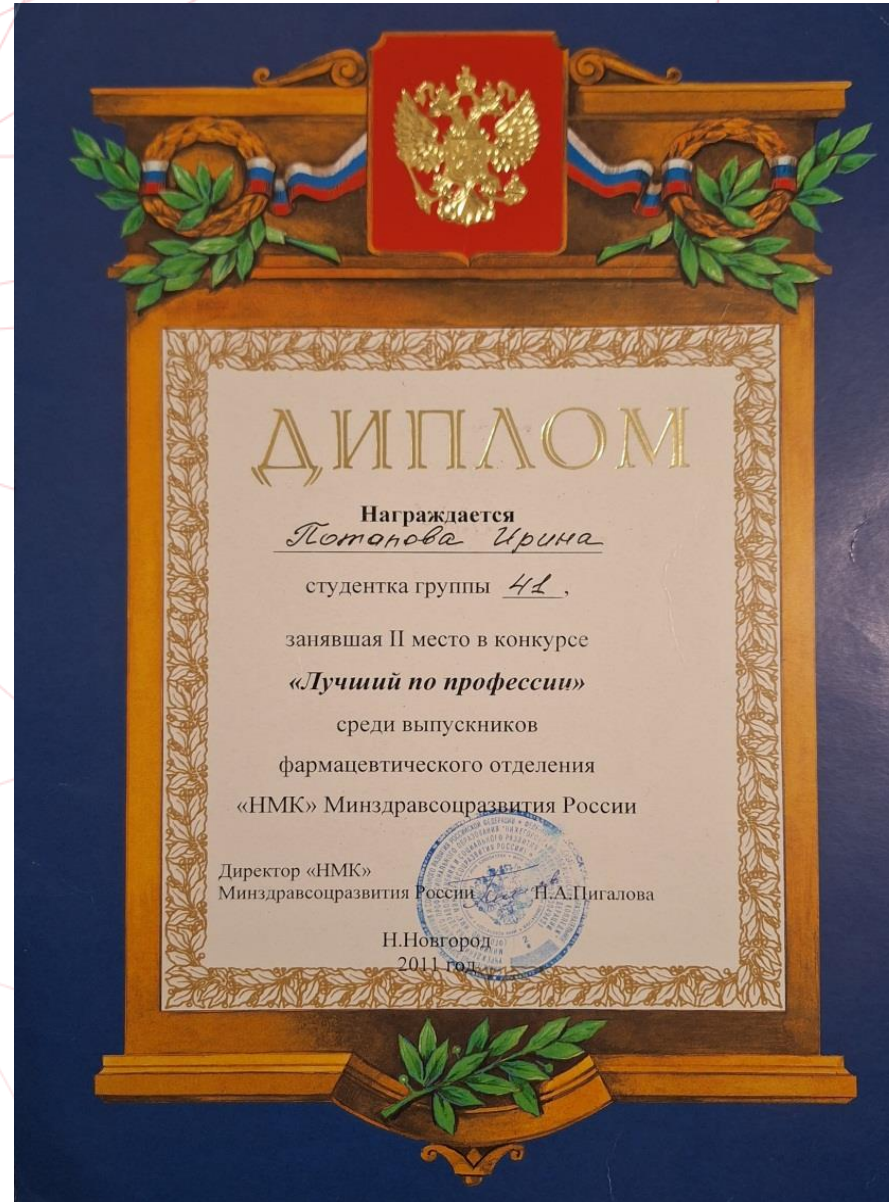 ДИПЛОМ
Награждается
Потапова Ирина
студентка группы 41,
занявшая II место в конкурсе
«Лучший по профессии»
среди выпускников
фармацевтического отделения
«НМК» Минздравсоцразвития России
Директор «НМК»
Минздравсоцразвития России Н.А.Пигалова
Н.Новгород
2011 год